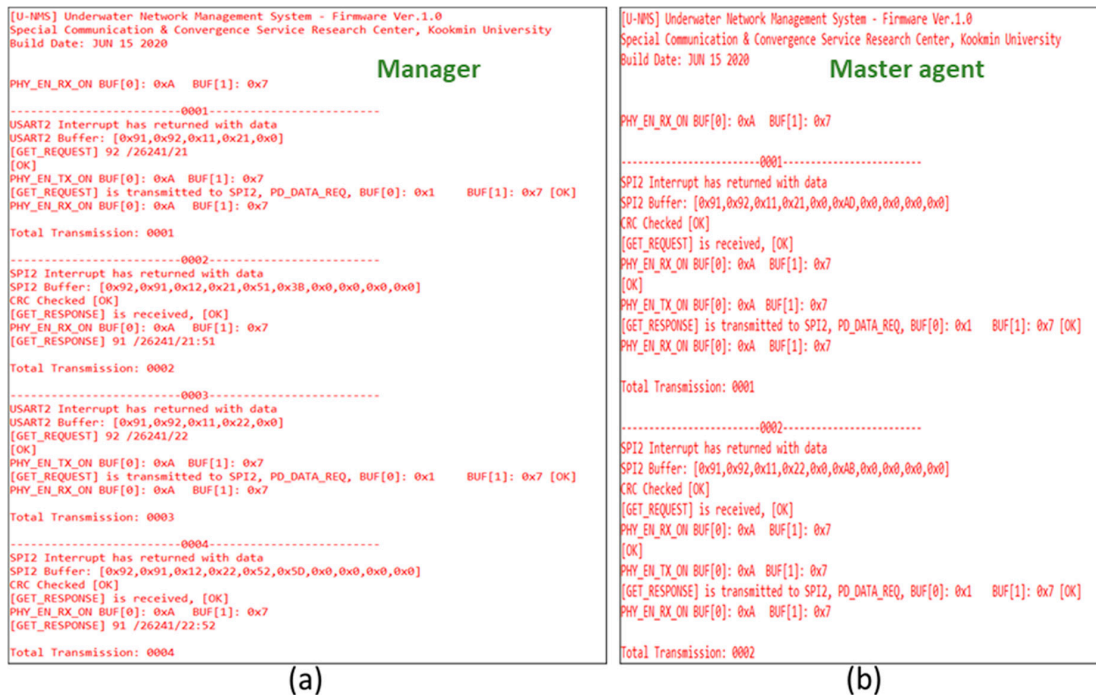 [U-NMS] Underwater Network Management System - Firmware Ver.1.0
Special Communication & Convergence Service Research Center, Kookmin University
Build Date: JUN 15 2020
Manager
PHY_EN_RX_ON BUF[0]: 0xA BUF[1]: 0x7
-------------------------0001-------------------------
USART2 Interrupt has returned with data
USART2 Buffer: [0x91,0x92,0x11,0x21,0x0]
[GET_REQUEST] 92 /26241/21
[OK]
PHY_EN_TX_ON BUF[0]: 0xA BUF[1]: 0x7
[GET_REQUEST] is transmitted to SPI2, PD_DATA_REQ, BUF[0]: 0x1 BUF[1]: 0x7 [OK]
PHY_EN_RX_ON BUF[0]: 0xA BUF[1]: 0x7
Total Transmission: 0001
-------------------------0002-------------------------
SPI2 Interrupt has returned with data
SPI2 Buffer: [0x92,0x91,0x12,0x21,0x51,0x3B,0x0,0x0,0x0,0x0]
CRC Checked [OK]
[GET_RESPONSE] is received, [OK]
PHY_EN_RX_ON BUF[0]: 0xA BUF[1]: 0x7
[GET_RESPONSE] 91 /26241/21:51
Total Transmission: 0002
-------------------------0003-------------------------
USART2 Interrupt has returned with data
USART2 Buffer: [0x91,0x92,0x11,0x22,0x0]
[GET_REQUEST] 92 /26241/22
[OK]
PHY_EN_TX_ON BUF[0]: 0xA BUF[1]: 0x7
[GET_REQUEST] is transmitted to SPI2, PD_DATA_REQ, BUF[0]: 0x1 BUF[1]: 0x7 [OK]
PHY_EN_RX_ON BUF[0]: 0xA BUF[1]: 0x7
Total Transmission: 0003
-------------------------0004-------------------------
SPI2 Interrupt has returned with data
SPI2 Buffer: [0x92,0x91,0x12,0x22,0x52,0x5D,0x0,0x0,0x0,0x0]
CRC Checked [OK]
[GET_RESPONSE] is received, [OK]
PHY_EN_RX_ON BUF[0]: 0xA BUF[1]: 0x7
[GET_RESPONSE] 91 /26241/22:52
Total Transmission: 0004
(a)
[U-NMS] Underwater Network Management System - Firmware Ver.1.0
Special Communication & Convergence Service Research Center, Kookmin University
Build Date: JUN 15 2020
Master agent
PHY_EN_RX_ON BUF[0]: 0xA BUF[1]: 0x7
-------------------------0001-------------------------
SPI2 Interrupt has returned with data
SPI2 Buffer: [0x91,0x92,0x11,0x21,0x0,0xAD,0x0,0x0,0x0,0x0]
CRC Checked [OK]
[GET_REQUEST] is received, [OK]
PHY_EN_RX_ON BUF[0]: 0xA BUF[1]: 0x7
[OK]
PHY_EN_TX_ON BUF[0]: 0xA BUF[1]: 0x7
[GET_RESPONSE] is transmitted to SPI2, PD_DATA_REQ, BUF[0]: 0x1 BUF[1]: 0x7 [OK]
PHY_EN_RX_ON BUF[0]: 0xA BUF[1]: 0x7
Total Transmission: 0001
-------------------------0002-------------------------
SPI2 Interrupt has returned with data
SPI2 Buffer: [0x91,0x92,0x11,0x22,0x0,0xAB,0x0,0x0,0x0,0x0]
CRC Checked [OK]
[GET_REQUEST] is received, [OK]
PHY_EN_RX_ON BUF[0]: 0xA BUF[1]: 0x7
[OK]
PHY_EN_TX_ON BUF[0]: 0xA BUF[1]: 0x7
[GET_RESPONSE] is transmitted to SPI2, PD_DATA_REQ, BUF[0]: 0x1 BUF[1]: 0x7 [OK]
PHY_EN_RX_ON BUF[0]: 0xA BUF[1]: 0x7
Total Transmission: 0002
(b)